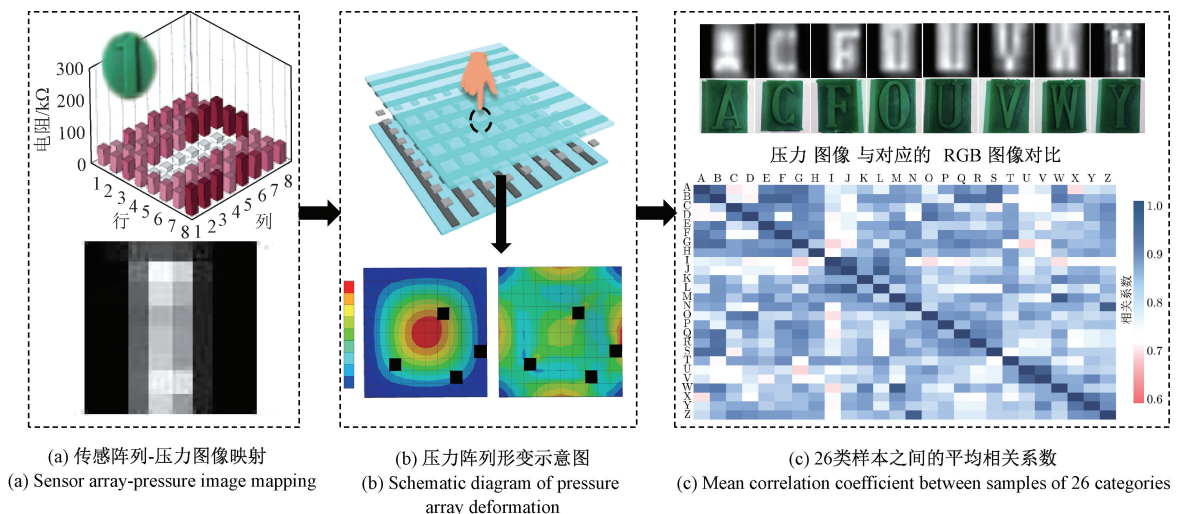 300
200
100
0
电阻/kΩ
1
2
3
4
5
6
7
8
行
1
2
3
4
5
6
7
8
列
A C F O U V W Y
A C F O U V W Y
压力 图像 与对应的 RGB 图像对比
A B C D E F G H I J K L M N O P Q R S T U V W X Y Z
A
B
C
D
E
F
G
H
I
J
K
L
M
N
O
P
Q
R
S
T
U
V
W
X
Y
Z
1.0
0.9
0.8
0.7
0.6
相关系数
(a) 传感阵列-压力图像映射
(a) Sensor array-pressure image mapping
(b) 压力阵列形变示意图
(b) Schematic diagram of pressure
array deformation
(c) 26类样本之间的平均相关系数
(c) Mean correlation coefficient between samples of 26 categories